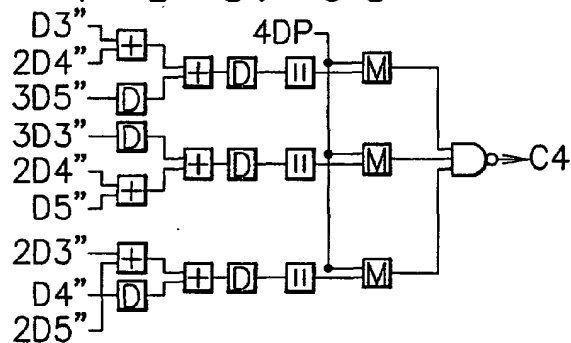 D3”
2D4”
3D5”
4DP
+
+
D
D
||
M
3D3”
2D4”
D5”
D
+
+
D
||
M
C4
2D3”
D4”
2D5”
+
D
+
D
||
M